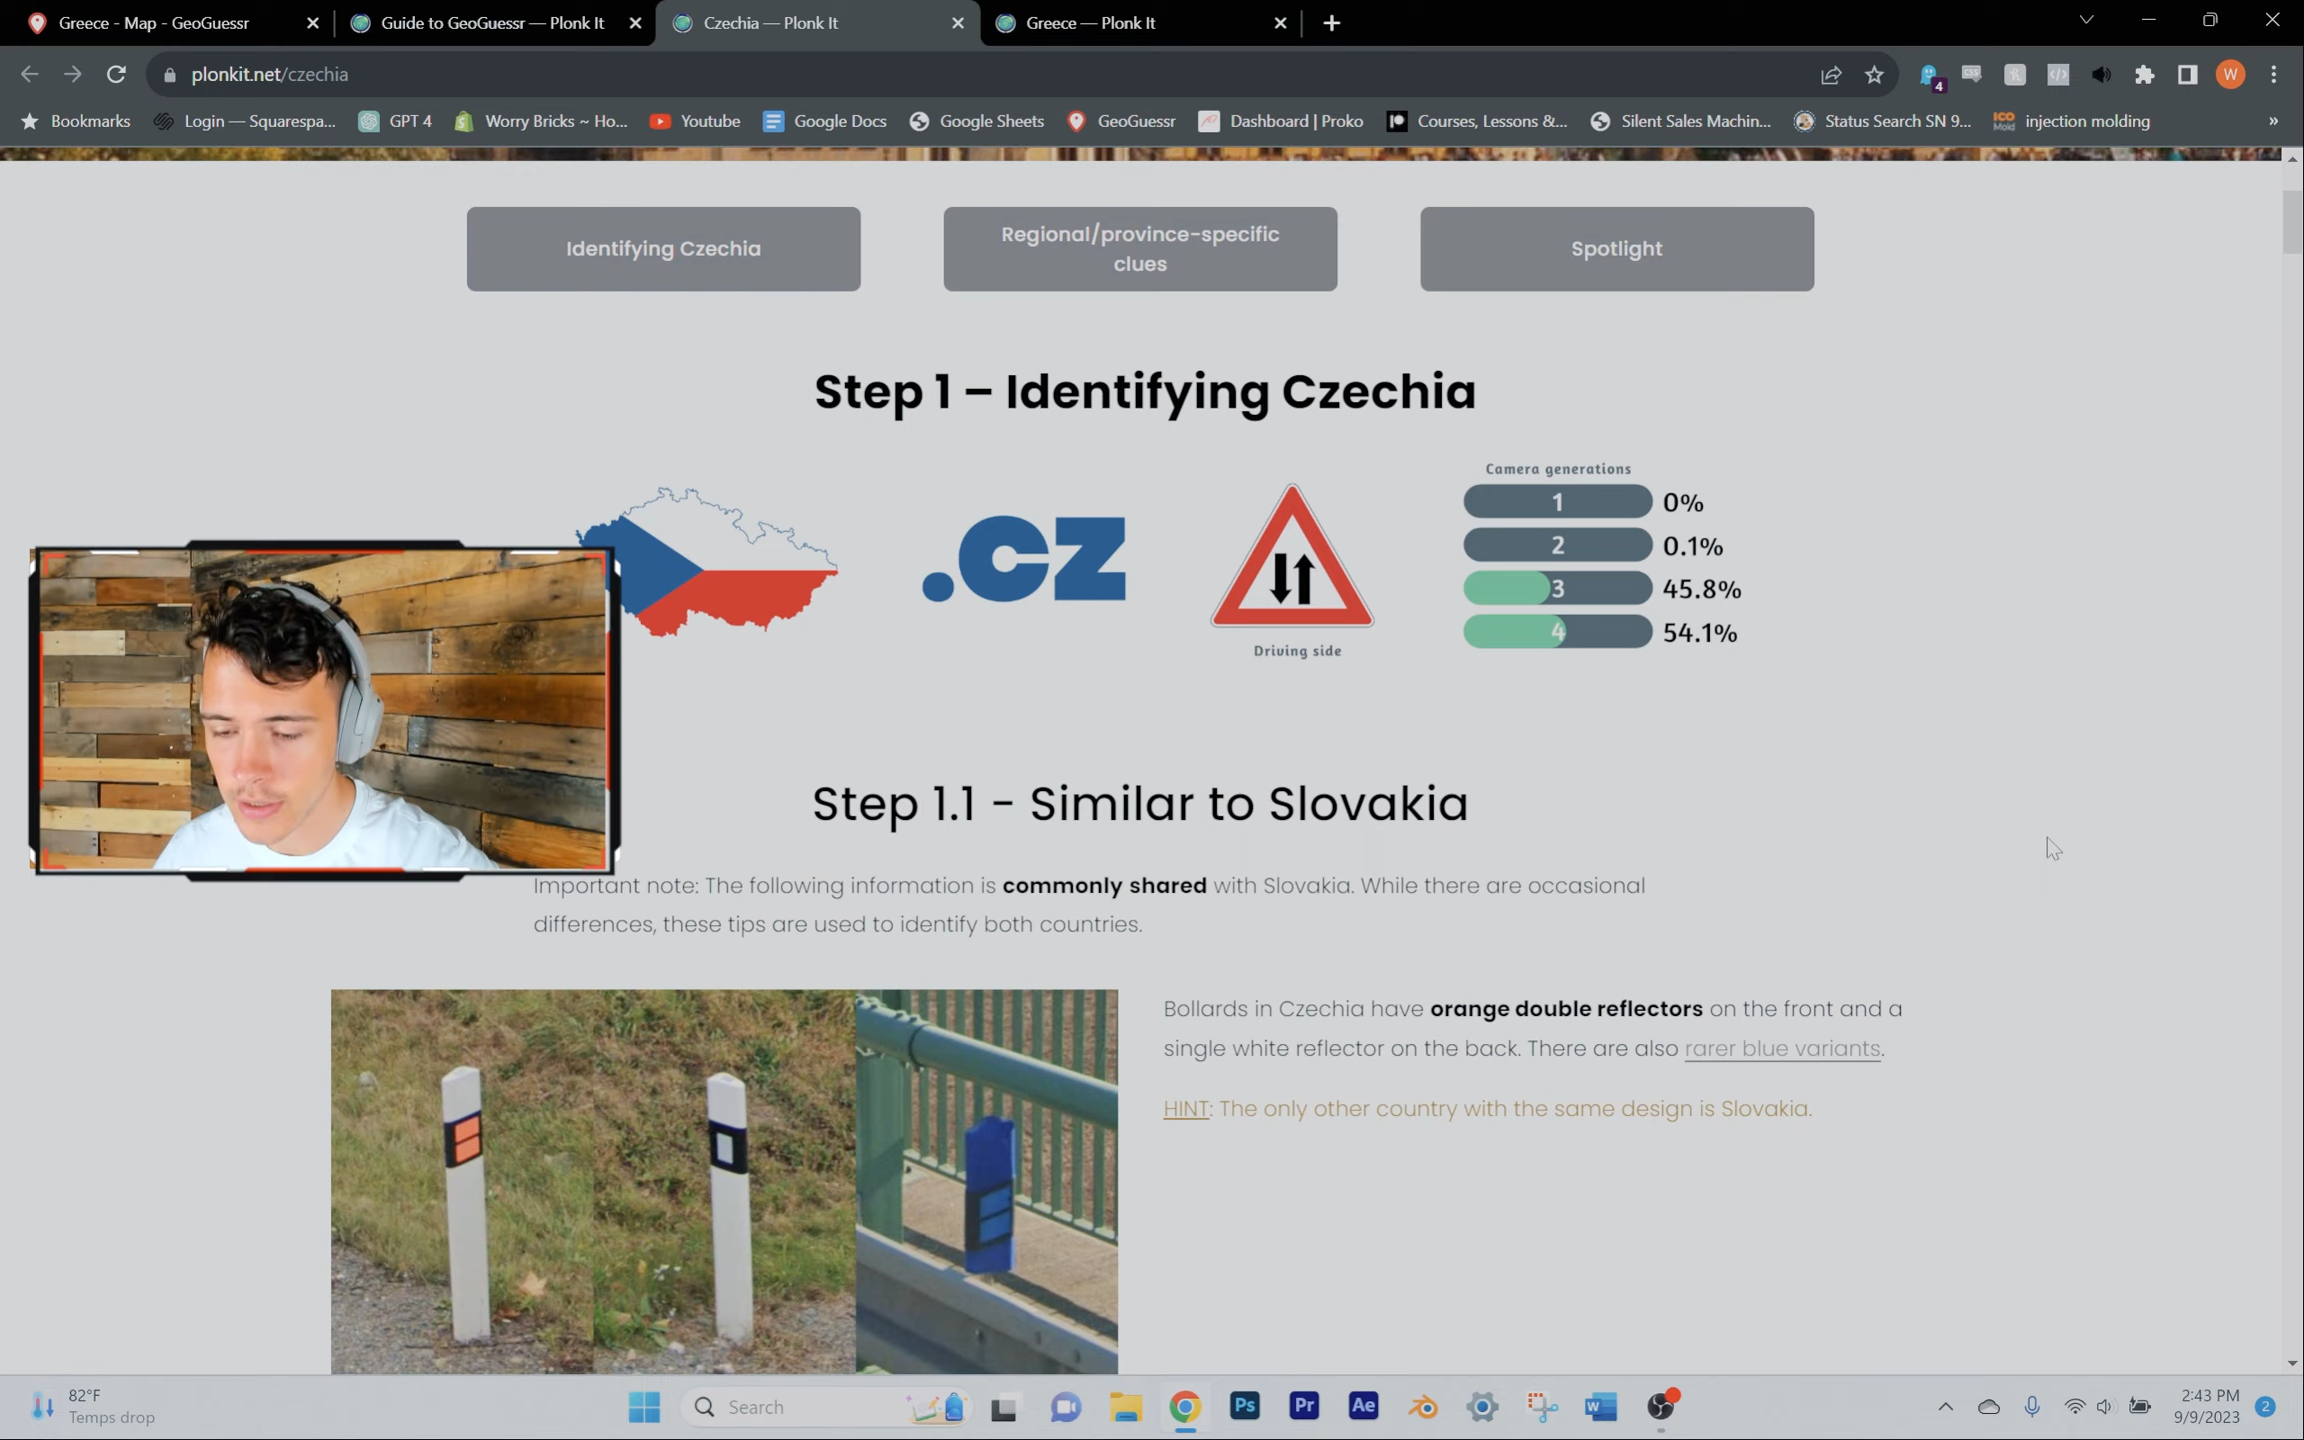 Greece - Map - GeoGuessr
Guide to GeoGuessr — Plonk It
Czechia — Plonk It
Greece — Plonk It
plonkit.net/czechia
4
W
Bookmarks
Login — Squarespa...
GPT 4
Worry Bricks ~ Ho...
Youtube
Google Docs
Google Sheets
GeoGuessr
Dashboard | Proko
Courses, Lessons &...
Silent Sales Machin...
Status Search SN 9...
injection molding
»
Identifying Czechia
Regional/province-specific
clues
Spotlight
Step 1 – Identifying Czechia
.cz
Driving side
Camera generations
1 0%
2 0.1%
3 45.8%
4 54.1%
Step 1.1 - Similar to Slovakia
Important note: The following information is commonly shared with Slovakia. While there are occasional
differences, these tips are used to identify both countries.
Bollards in Czechia have orange double reflectors on the front and a
single white reflector on the back. There are also rarer blue variants.
HINT: The only other country with the same design is Slovakia.
82°F
Temps drop
Search
Ps
Pr
Ae
W
2:43 PM
9/9/2023
2